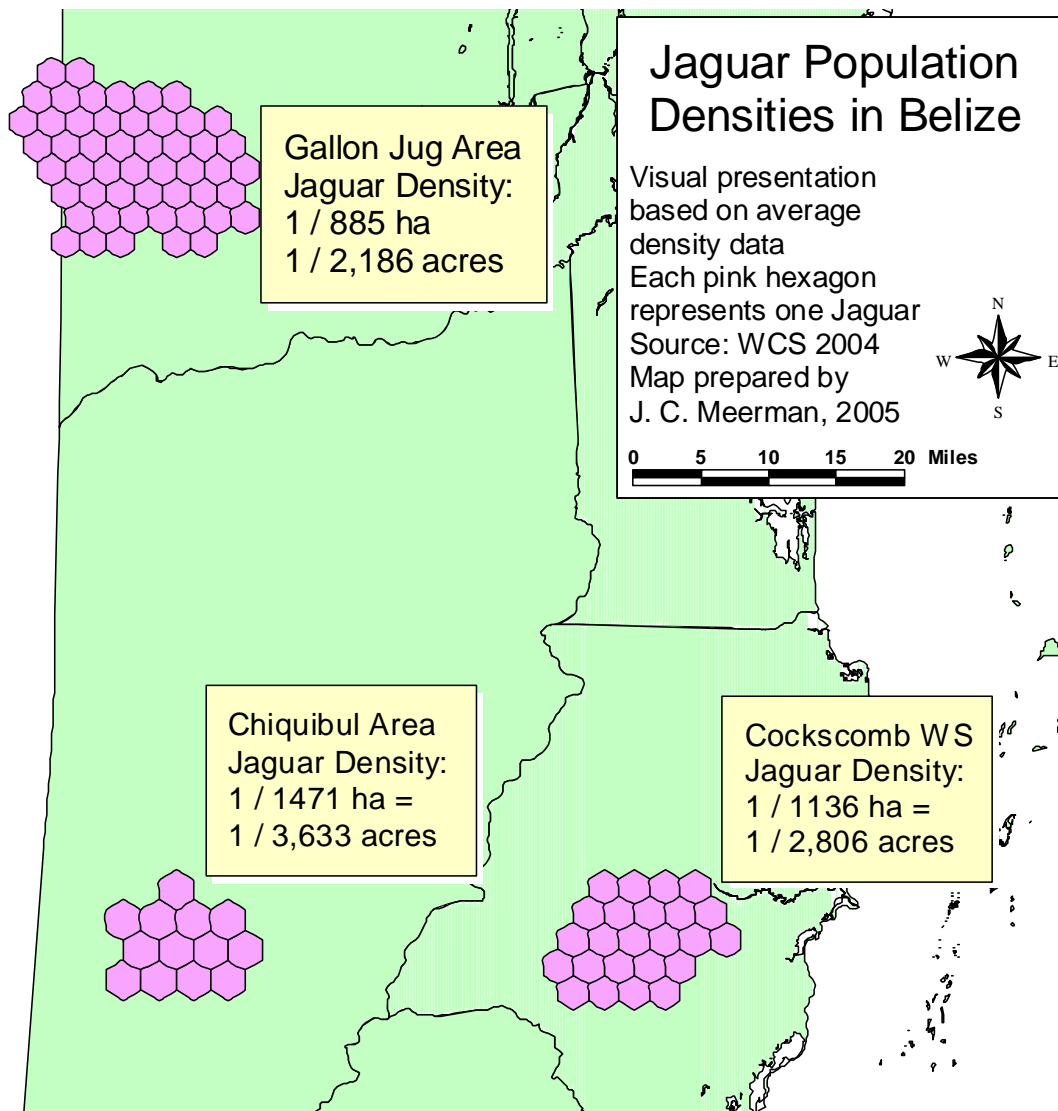 Jaguar Population
Densities in Belize
Visual presentation
based on average
density data
Each pink hexagon
represents one Jaguar
Source: WCS 2004
Map prepared by
J. C. Meerman, 2005
N
W
E
S
0 5 10 15 20 Miles
Gallon Jug Area
Jaguar Density:
1 / 885 ha
1 / 2,186 acres
Chiquibul Area
Jaguar Density:
1 / 1471 ha =
1 / 3,633 acres
Cockscomb WS
Jaguar Density:
1 / 1136 ha =
1 / 2,806 acres